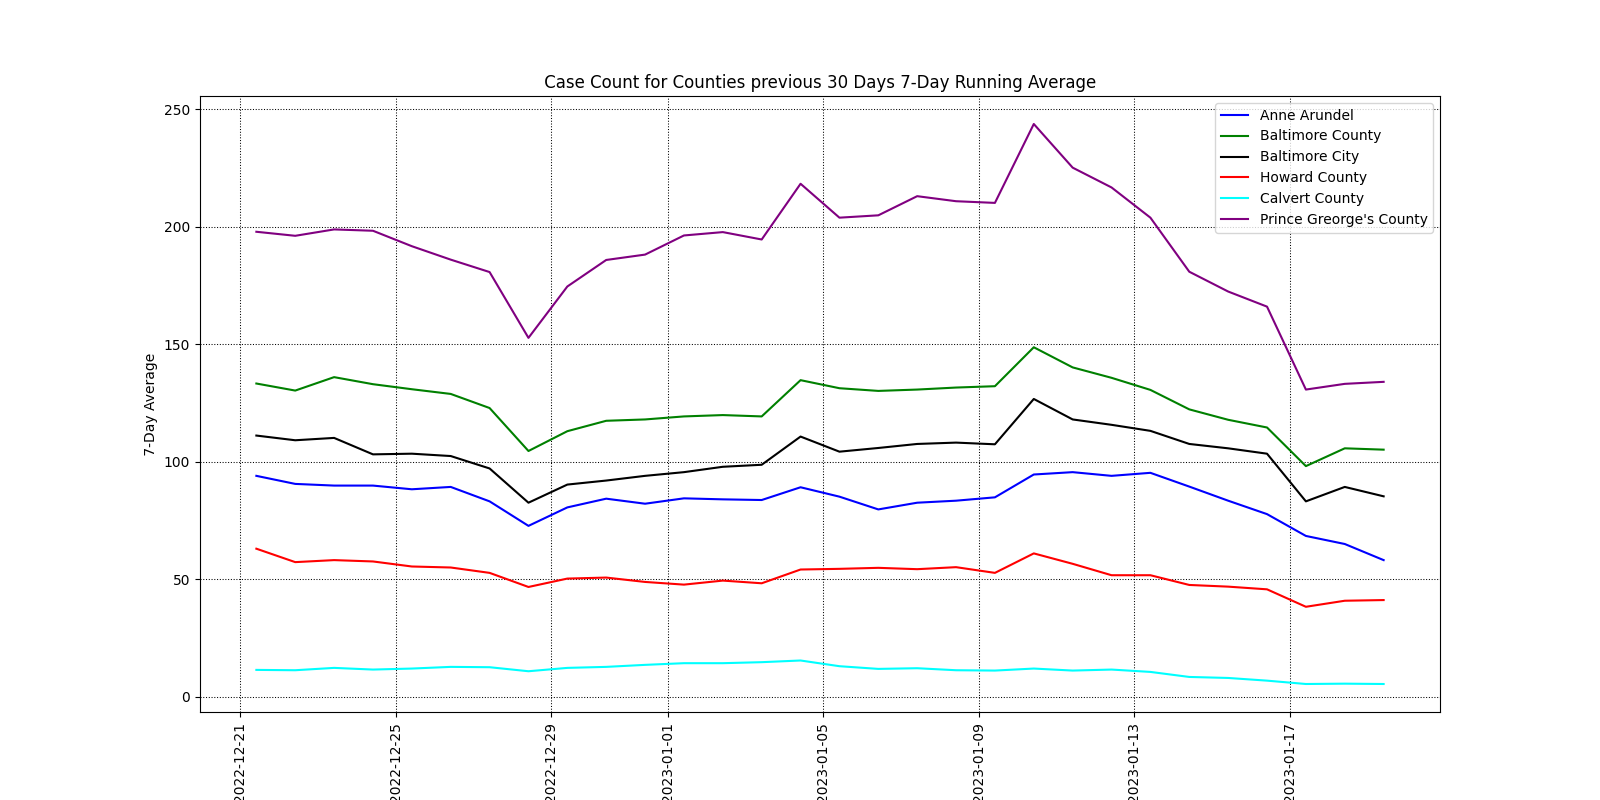 Case Count for Counties previous 30 Days 7-Day Running Average
250
200
150
100
50
0
7-Day Average
Anne Arundel
Baltimore County
Baltimore City
Howard County
Calvert County
Prince Greorge's County
2022-12-21
2022-12-25
2022-12-29
2023-01-01
2023-01-05
2023-01-09
2023-01-13
2023-01-17